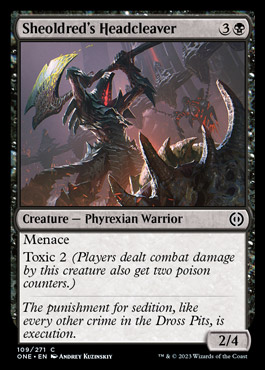 Sheoldred's Headcleaver 3
Creature — Phyrexian Warrior
Menace
Toxic 2 (Players dealt combat damage
by this creature also get two poison
counters.)
The punishment for sedition, like
every other crime in the Dross Pits, is
execution.
2/4
109/271 C
ONE • EN Andrey Kuzinskiy
™ & © 2023 Wizards of the Coast